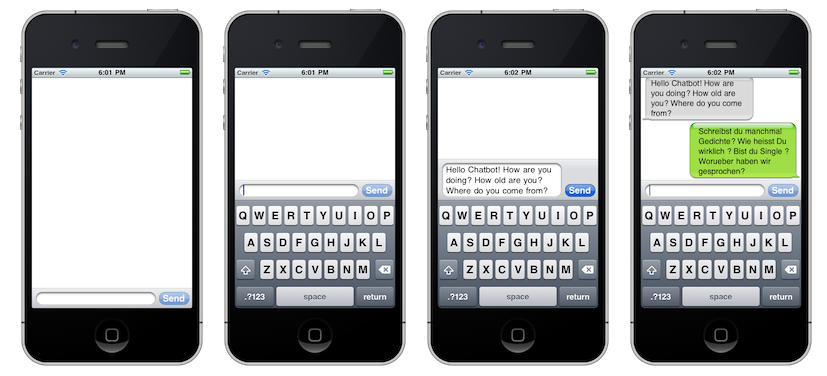 Carrier 6:01 PM
Send
Carrier 6:01 PM
Send
Q W E R T Y U I O P
A S D F G H J K L
Z X C V B N M
.?123 space return
Carrier 6:02 PM
Hello Chatbot! How are you
doing? How old are you?
Where do you come from?
Send
Q W E R T Y U I O P
A S D F G H J K L
Z X C V B N M
.?123 space return
Carrier 6:02 PM
Hello Chatbot! How are
you doing? How old are
you? Where do you come
from?
Schreibst du manchmal
Gedichte? Wie heisst Du
wirklich ? Bist du Single ?
Worueber haben wir
gesprochen?
Send
Q W E R T Y U I O P
A S D F G H J K L
Z X C V B N M
.?123 space return